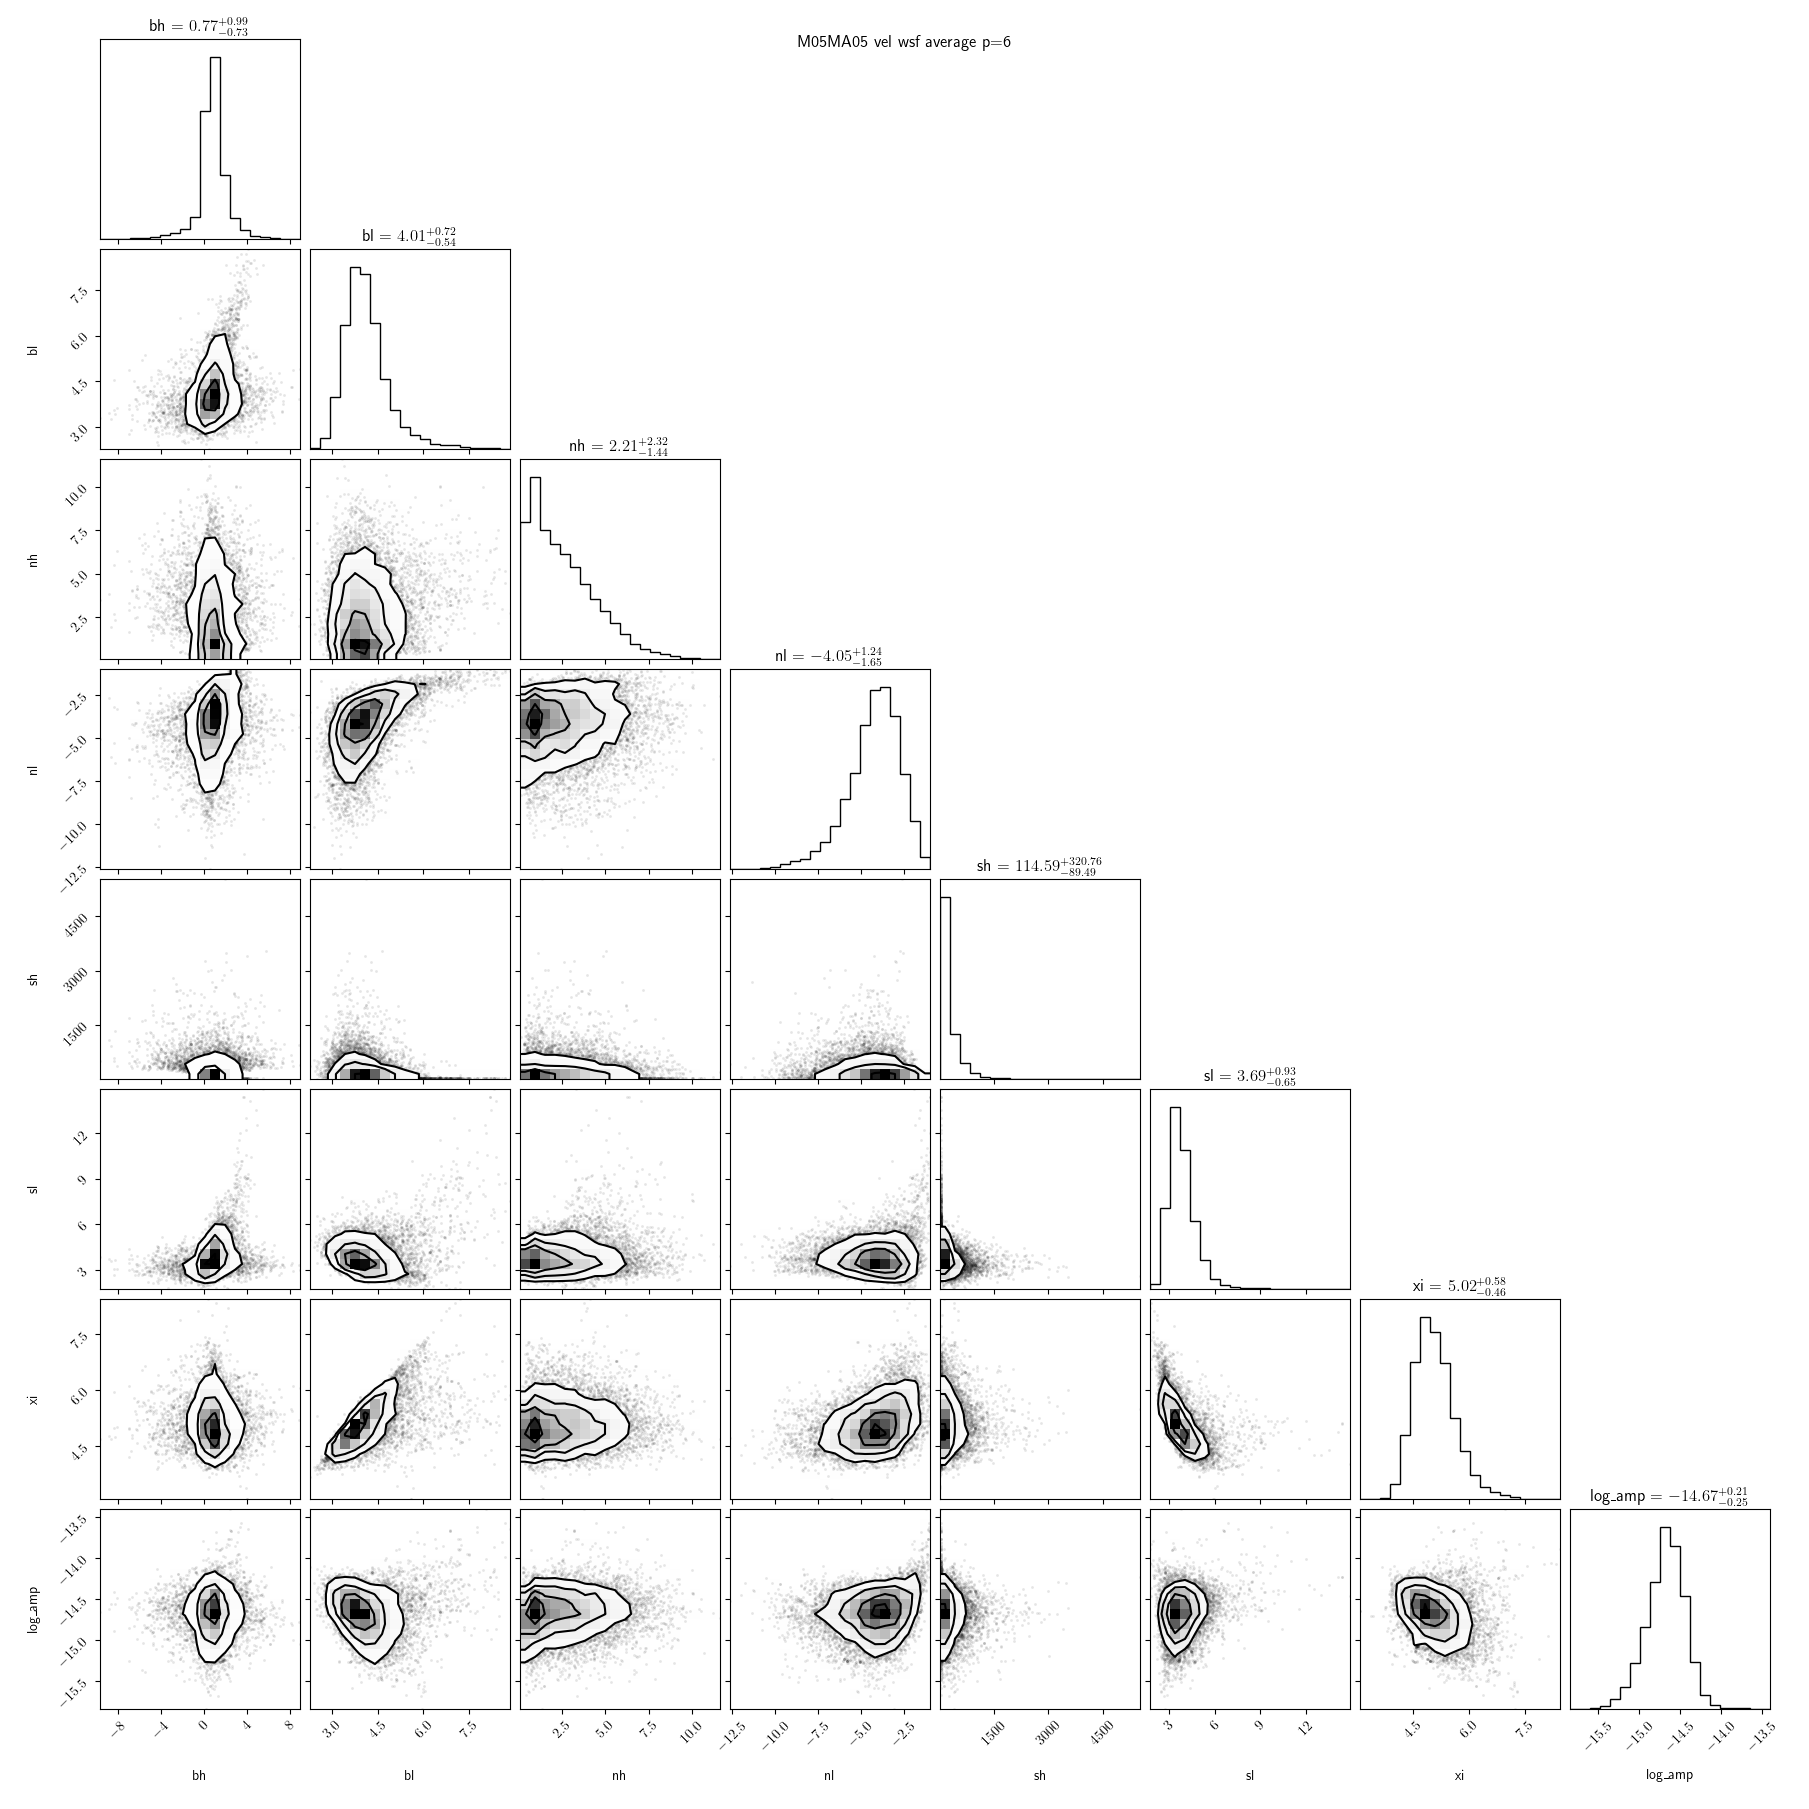 bh = 0.77^{+0.99}_{-0.73}
M05MA05 vel wsf average p=6
bl = 4.01^{+0.72}_{-0.54}
7.5
6.0
4.5
3.0
bl
nh = 2.21^{+2.32}_{-1.44}
10.0
7.5
5.0
2.5
nh
nl = −4.05^{+1.24}_{-1.65}
−2.5
−5.0
−7.5
−10.0
−12.5
nl
sh = 114.59^{+320.76}_{-89.49}
4500
3000
1500
sh
sl = 3.69^{+0.93}_{-0.65}
12
9
6
3
sl
xi = 5.02^{+0.58}_{-0.46}
7.5
6.0
4.5
xi
log_amp = −14.67^{+0.21}_{-0.25}
−13.5
−14.0
−14.5
−15.0
−15.5
log_amp
−8 −4 0 4 8
3.0 4.5 6.0 7.5
2.5 5.0 7.5 10.0
−12.5 −10.0 −7.5 −5.0 −2.5
1500 3000 4500
3 6 9 12
4.5 6.0 7.5
−15.5 −15.0 −14.5 −14.0 −13.5
bh bl nh nl sh sl xi log_amp